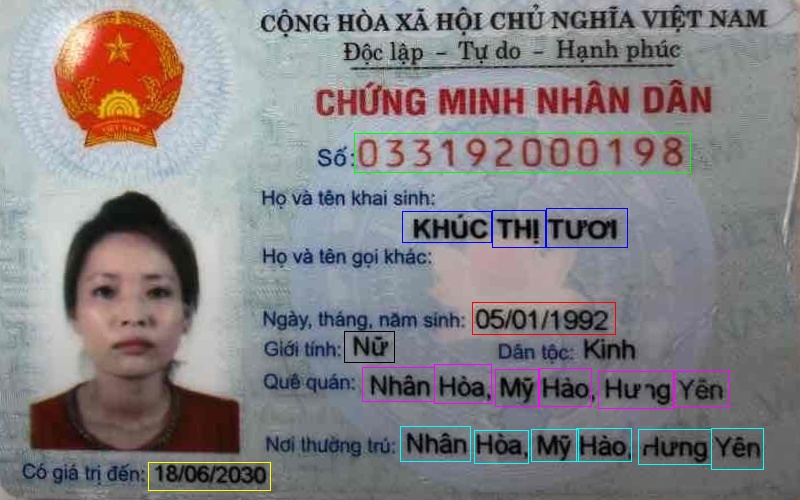 CỘNG HÒA XÃ HỘI CHỦ NGHĨA VIỆT NAM
Độc lập - Tự do - Hạnh phúc
CHỨNG MINH NHÂN DÂN
VIỆT NAM
Số: 033192000198
Họ và tên khai sinh:
KHÚC THỊ TƯƠI
Họ và tên gọi khác:
Ngày, tháng, năm sinh: 05/01/1992
Giới tính: Nữ Dân tộc: Kinh
Quê quán: Nhân Hòa, Mỹ Hào, Hưng Yên
Nơi thường trú: Nhân Hòa, Mỹ Hào, Hưng Yên
Có giá trị đến: 18/06/2030